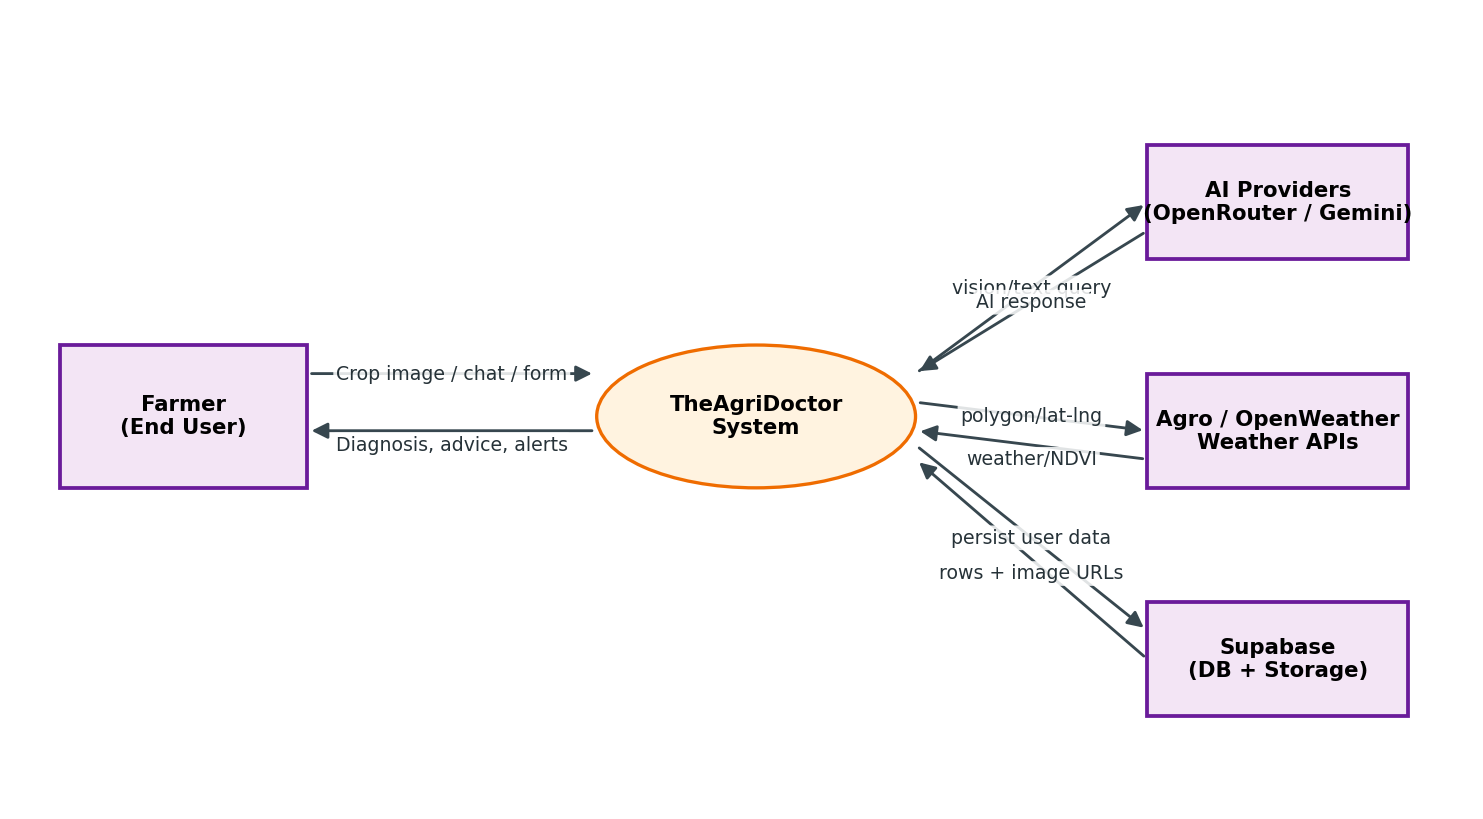 AI Providers
(OpenRouter / Gemini)
vision/text query
AI response
Crop image / chat / form
Farmer
(End User)
Diagnosis, advice, alerts
TheAgriDoctor
System
polygon/lat-lng
weather/NDVI
Agro / OpenWeather
Weather APIs
persist user data
rows + image URLs
Supabase
(DB + Storage)